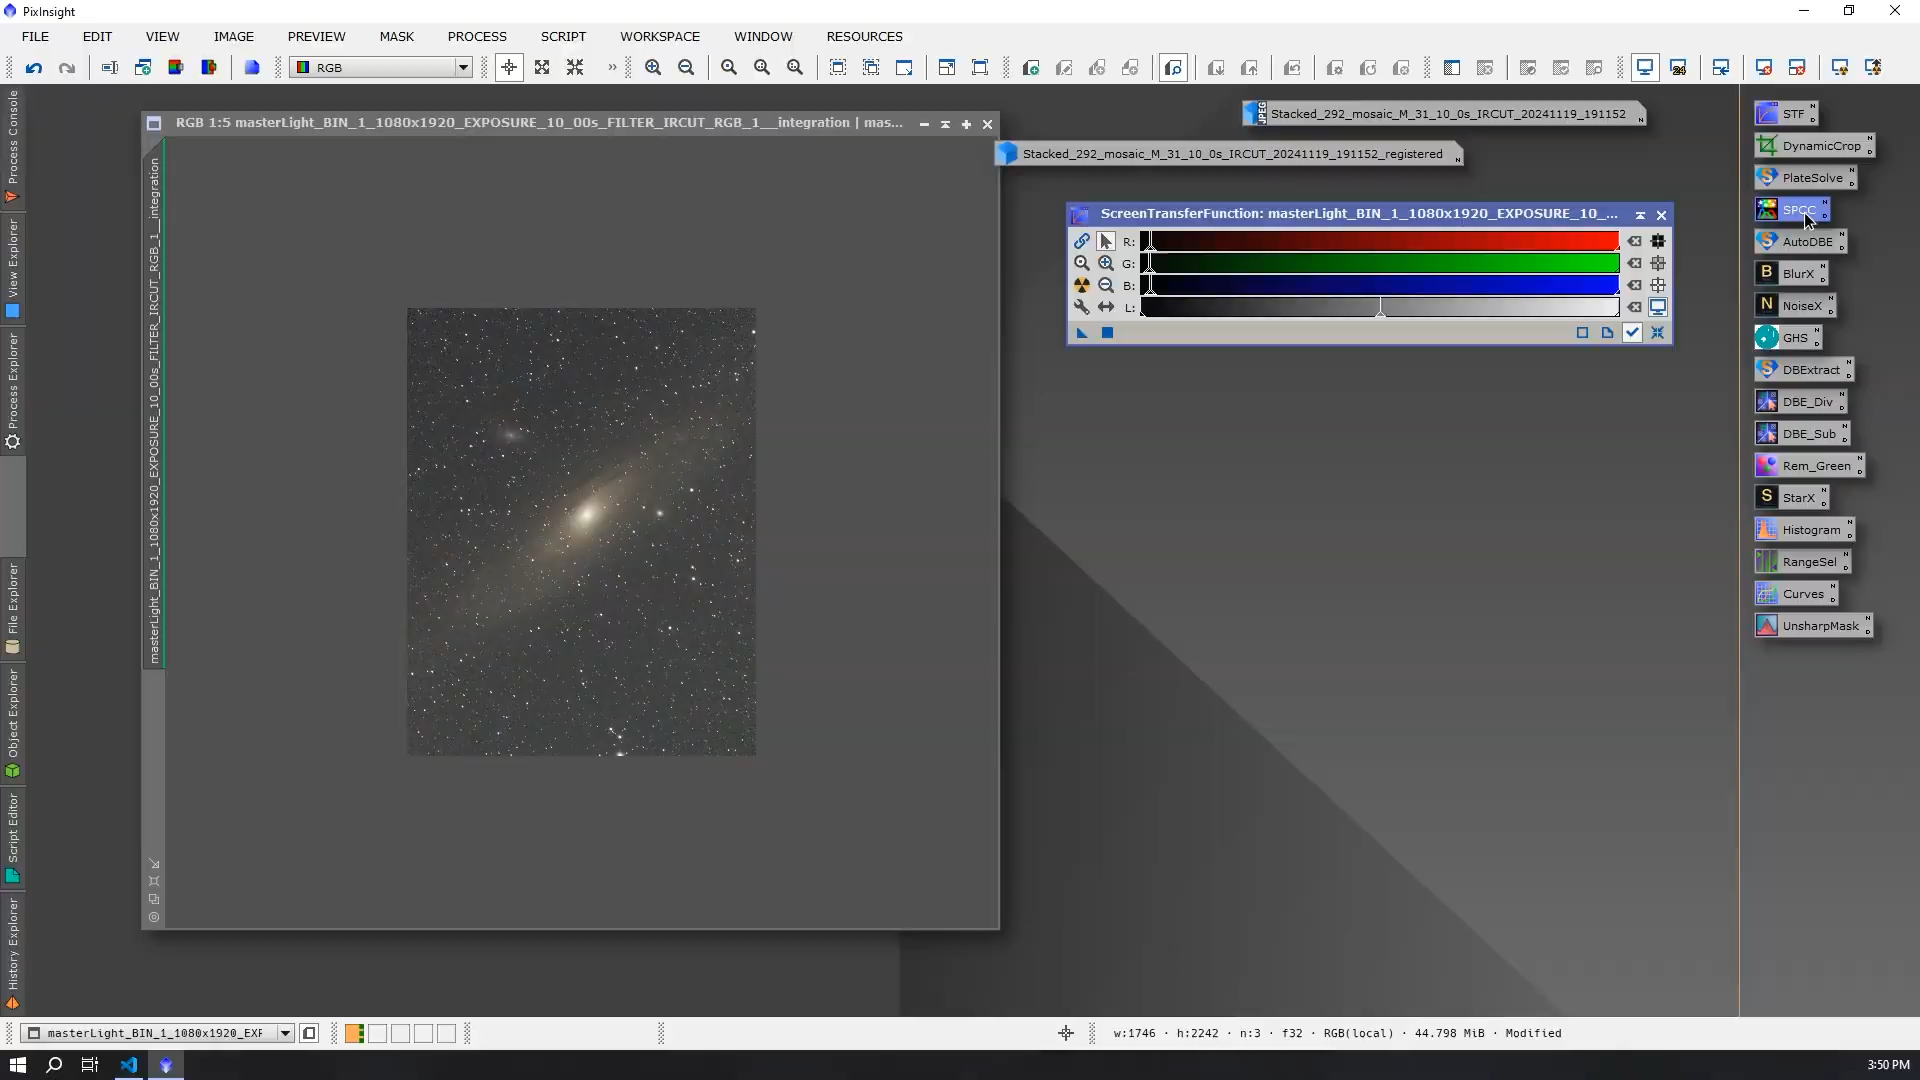 PixInsight
FILE EDIT VIEW IMAGE PREVIEW MASK PROCESS SCRIPT WORKSPACE WINDOW RESOURCES
RGB
24
Process Console
View Explorer
Process Explorer
File Explorer
Object Explorer
Script Editor
History Explorer
RGB 1:5 masterLight_BIN_1_1080x1920_EXPOSURE_10_00s_FILTER_IRCUT_RGB_1__integration | mas...
masterLight_BIN_1_1080x1920_EXPOSURE_10_00s_FILTER_IRCUT_RGB_1__integration
JPEG
Stacked_292_mosaic_M_31_10_0s_IRCUT_20241119_191152
Stacked_292_mosaic_M_31_10_0s_IRCUT_20241119_191152_registered
ScreenTransferFunction: masterLight_BIN_1_1080x1920_EXPOSURE_10_...
R:
G:
B:
L:
STF
DynamicCrop
PlateSolve
SPCC
AutoDBE
BlurX
NoiseX
GHS
DBExtract
DBE_Div
DBE_Sub
Rem_Green
StarX
Histogram
RangeSel
Curves
UnsharpMask
masterLight_BIN_1_1080x1920_EXP
w:1746 · h:2242 · n:3 · f32 · RGB(local) · 44.798 MiB · Modified
3:50 PM